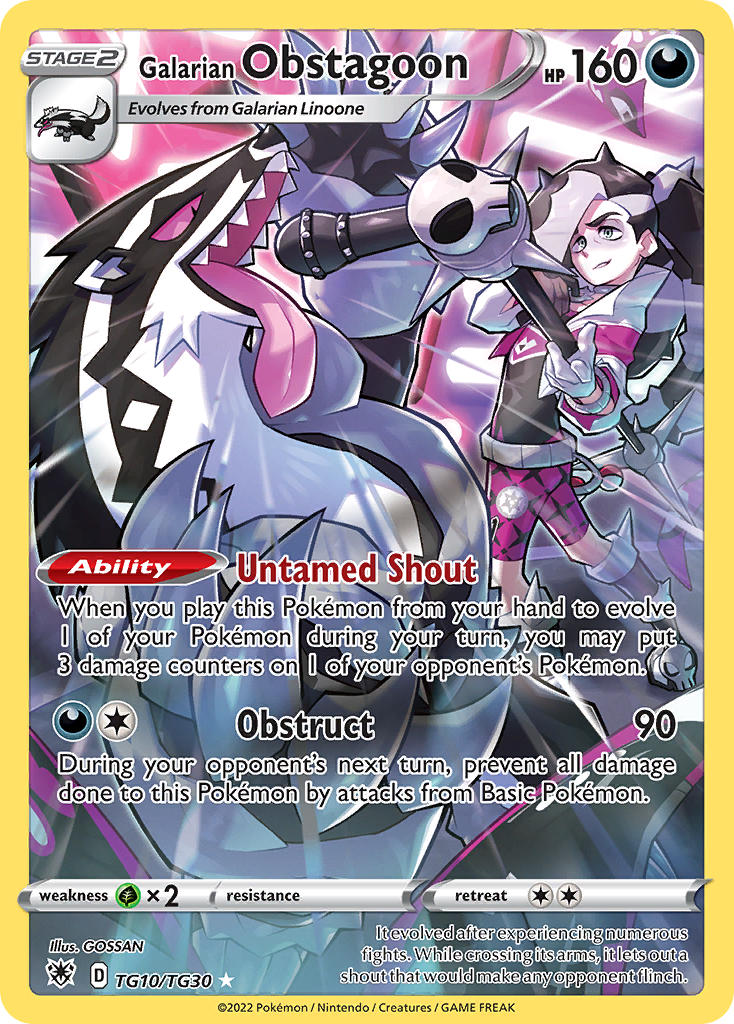 STAGE 2
Galarian Obstagoon
HP 160
Evolves from Galarian Linoone
Ability Untamed Shout
When you play this Pokémon from your hand to evolve
1 of your Pokémon during your turn, you may put
3 damage counters on 1 of your opponent's Pokémon.
Obstruct 90
During your opponent's next turn, prevent all damage
done to this Pokémon by attacks from Basic Pokémon.
weakness ×2 resistance retreat
Illus. GOSSAN
It evolved after experiencing numerous
fights. While crossing its arms, it lets out a
shout that would make any opponent flinch.
D TG10/TG30 ★
©2022 Pokémon / Nintendo / Creatures / GAME FREAK